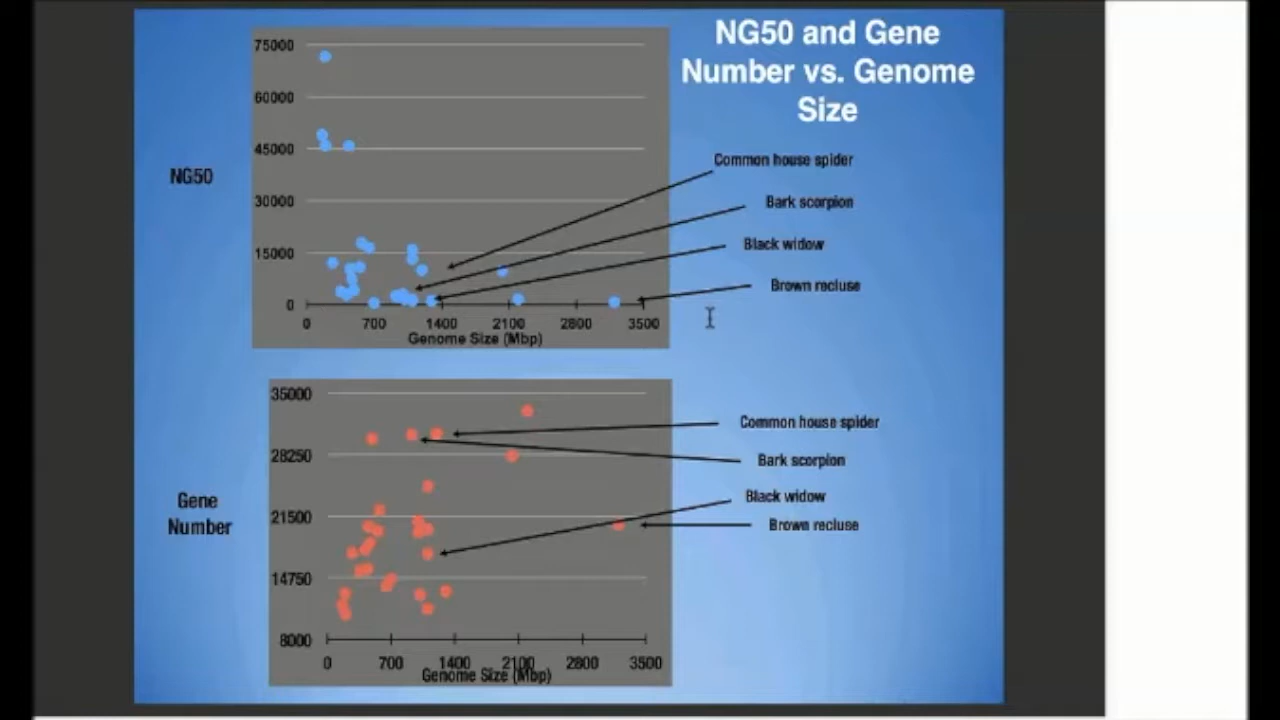 NG50 and Gene
Number vs. Genome
Size
75000
60000
45000
30000
15000
0
NG50
0 700 1400 2100 2800 3500
Genome Size (Mbp)
Common house spider
Bark scorpion
Black widow
Brown recluse
35000
28250
21500
14750
8000
Gene
Number
0 700 1400 2100 2800 3500
Genome Size (Mbp)
Common house spider
Bark scorpion
Black widow
Brown recluse